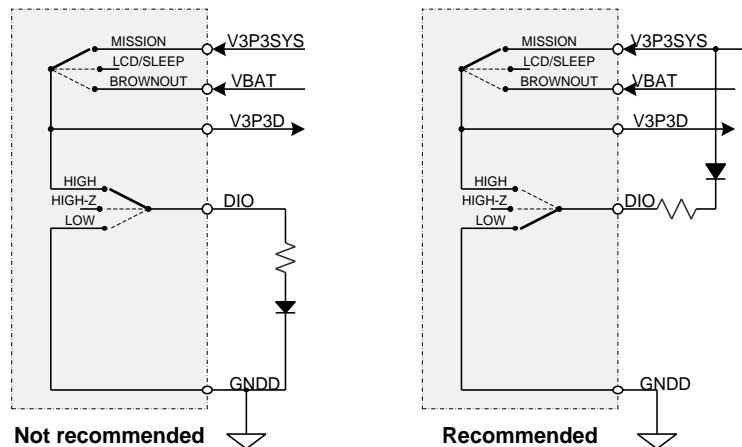 MISSION
V3P3SYS
LCD/SLEEP
BROWNOUT
VBAT
V3P3D
HIGH
HIGH-Z
DIO
LOW
GNDD
Not recommended
MISSION
V3P3SYS
LCD/SLEEP
BROWNOUT
VBAT
V3P3D
HIGH
HIGH-Z
DIO
LOW
GNDD
Recommended